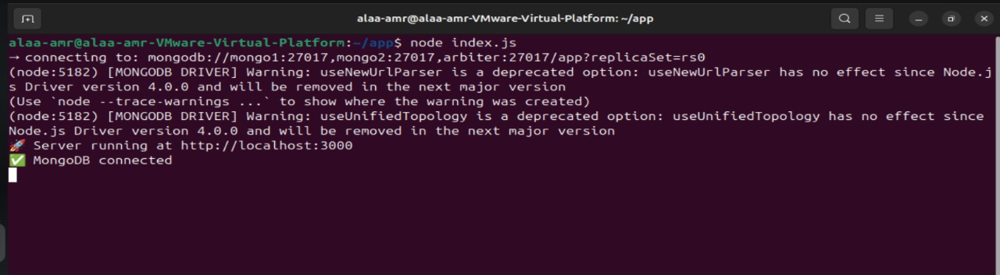 alaa-amr@alaa-amr-VMware-Virtual-Platform: ~/app
alaa-amr@alaa-amr-VMware-Virtual-Platform:~/app$ node index.js
→ connecting to: mongodb://mongo1:27017,mongo2:27017,arbiter:27017/app?replicaSet=rs0
(node:5182) [MONGODB DRIVER] Warning: useNewUrlParser is a deprecated option: useNewUrlParser has no effect since Node.j
s Driver version 4.0.0 and will be removed in the next major version
(Use `node --trace-warnings ...` to show where the warning was created)
(node:5182) [MONGODB DRIVER] Warning: useUnifiedTopology is a deprecated option: useUnifiedTopology has no effect since
Node.js Driver version 4.0.0 and will be removed in the next major version
🚀 Server running at http://localhost:3000
✅ MongoDB connected